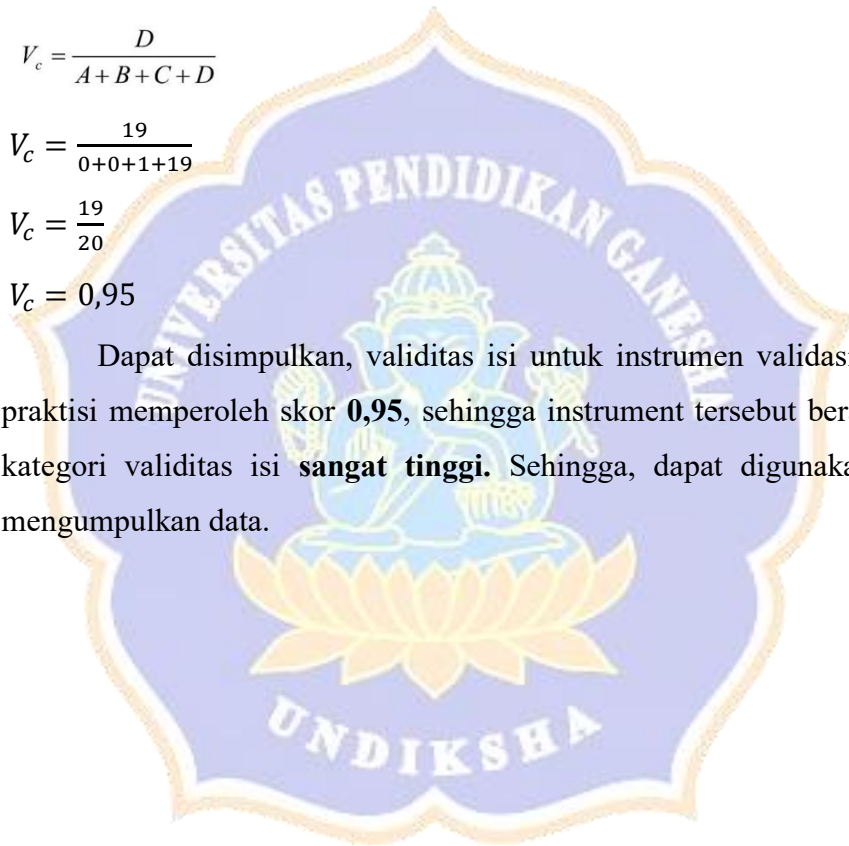 V_c = D / (A + B + C + D)
V_c = 19 / (0+0+1+19)
V_c = 19 / 20
V_c = 0,95
UNIVERSITAS PENDIDIKAN GANESHA
Dapat disimpulkan, validitas isi untuk instrumen validasi
praktisi memperoleh skor 0,95, sehingga instrument tersebut ber
kategori validitas isi sangat tinggi. Sehingga, dapat digunaka
mengumpulkan data.
UNDIKSHA